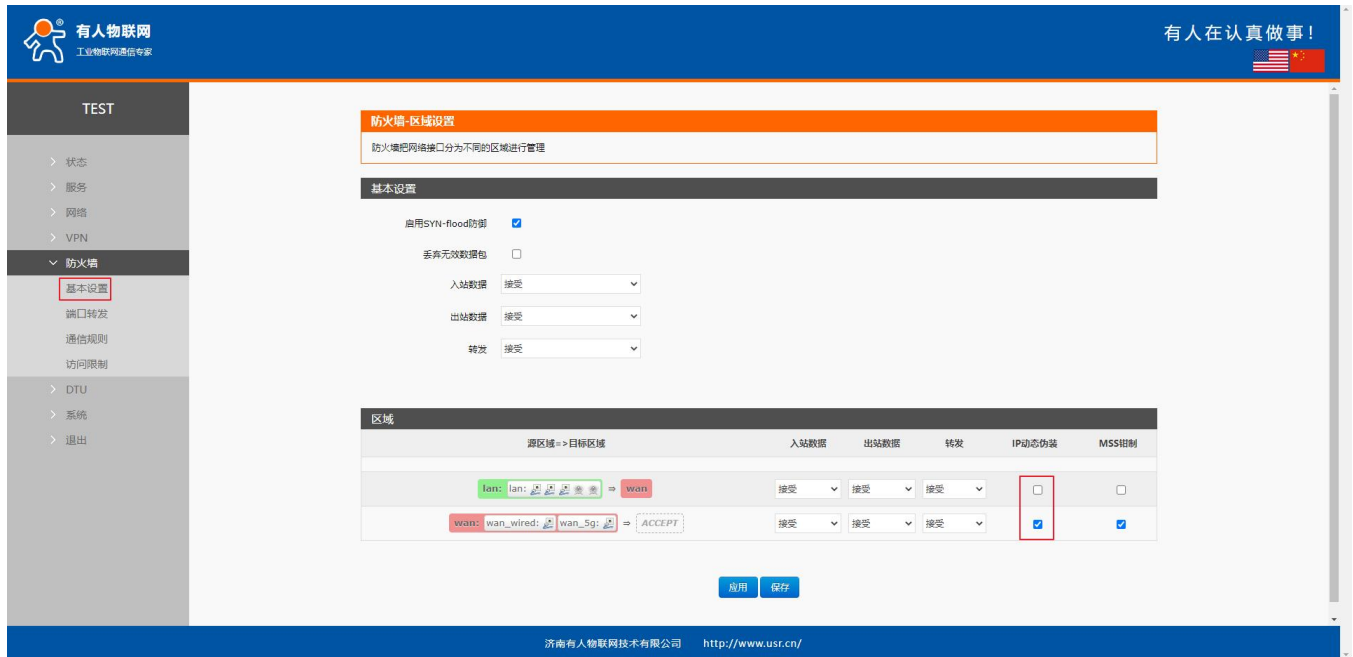 有人物联网
工业物联网通信专家
有人在认真做事!
TEST
状态
服务
网络
VPN
防火墙
基本设置
端口转发
通信规则
访问限制
DTU
系统
退出
防火墙-区域设置
防火墙把网络接口分为不同的区域进行管理
基本设置
启用SYN-flood防御
丢弃无效数据包
入站数据 接受
出站数据 接受
转发 接受
区域
源区域=>目标区域 入站数据 出站数据 转发 IP动态伪装 MSS钳制
lan: lan: ⇒ wan 接受 接受 接受
wan: wan_wired: wan_5g: ⇒ ACCEPT 接受 接受 接受
应用 保存
济南有人物联网技术有限公司 http://www.usr.cn/